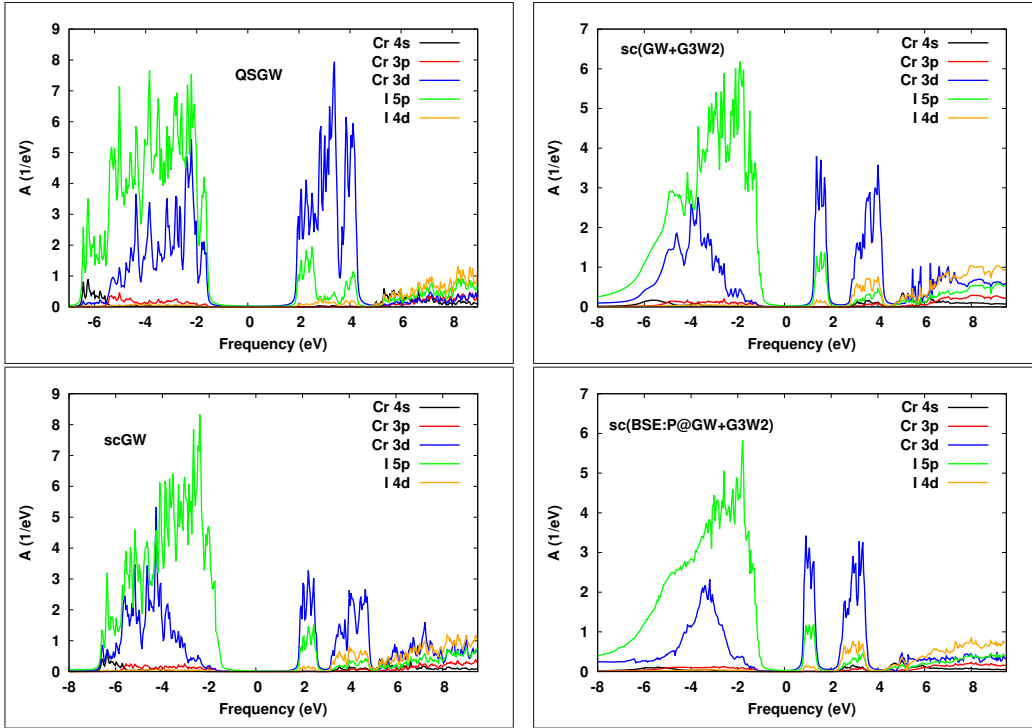 QSGW
Cr 4s
Cr 3p
Cr 3d
I 5p
I 4d
A (1/eV)
9
8
7
6
5
4
3
2
1
0
-6 -4 -2 0 2 4 6 8
Frequency (eV)
sc(GW+G3W2)
Cr 4s
Cr 3p
Cr 3d
I 5p
I 4d
A (1/eV)
7
6
5
4
3
2
1
0
-8 -6 -4 -2 0 2 4 6 8
Frequency (eV)
scGW
Cr 4s
Cr 3p
Cr 3d
I 5p
I 4d
A (1/eV)
9
8
7
6
5
4
3
2
1
0
-8 -6 -4 -2 0 2 4 6 8
Frequency (eV)
sc(BSE:P@GW+G3W2)
Cr 4s
Cr 3p
Cr 3d
I 5p
I 4d
A (1/eV)
7
6
5
4
3
2
1
0
-8 -6 -4 -2 0 2 4 6 8
Frequency (eV)